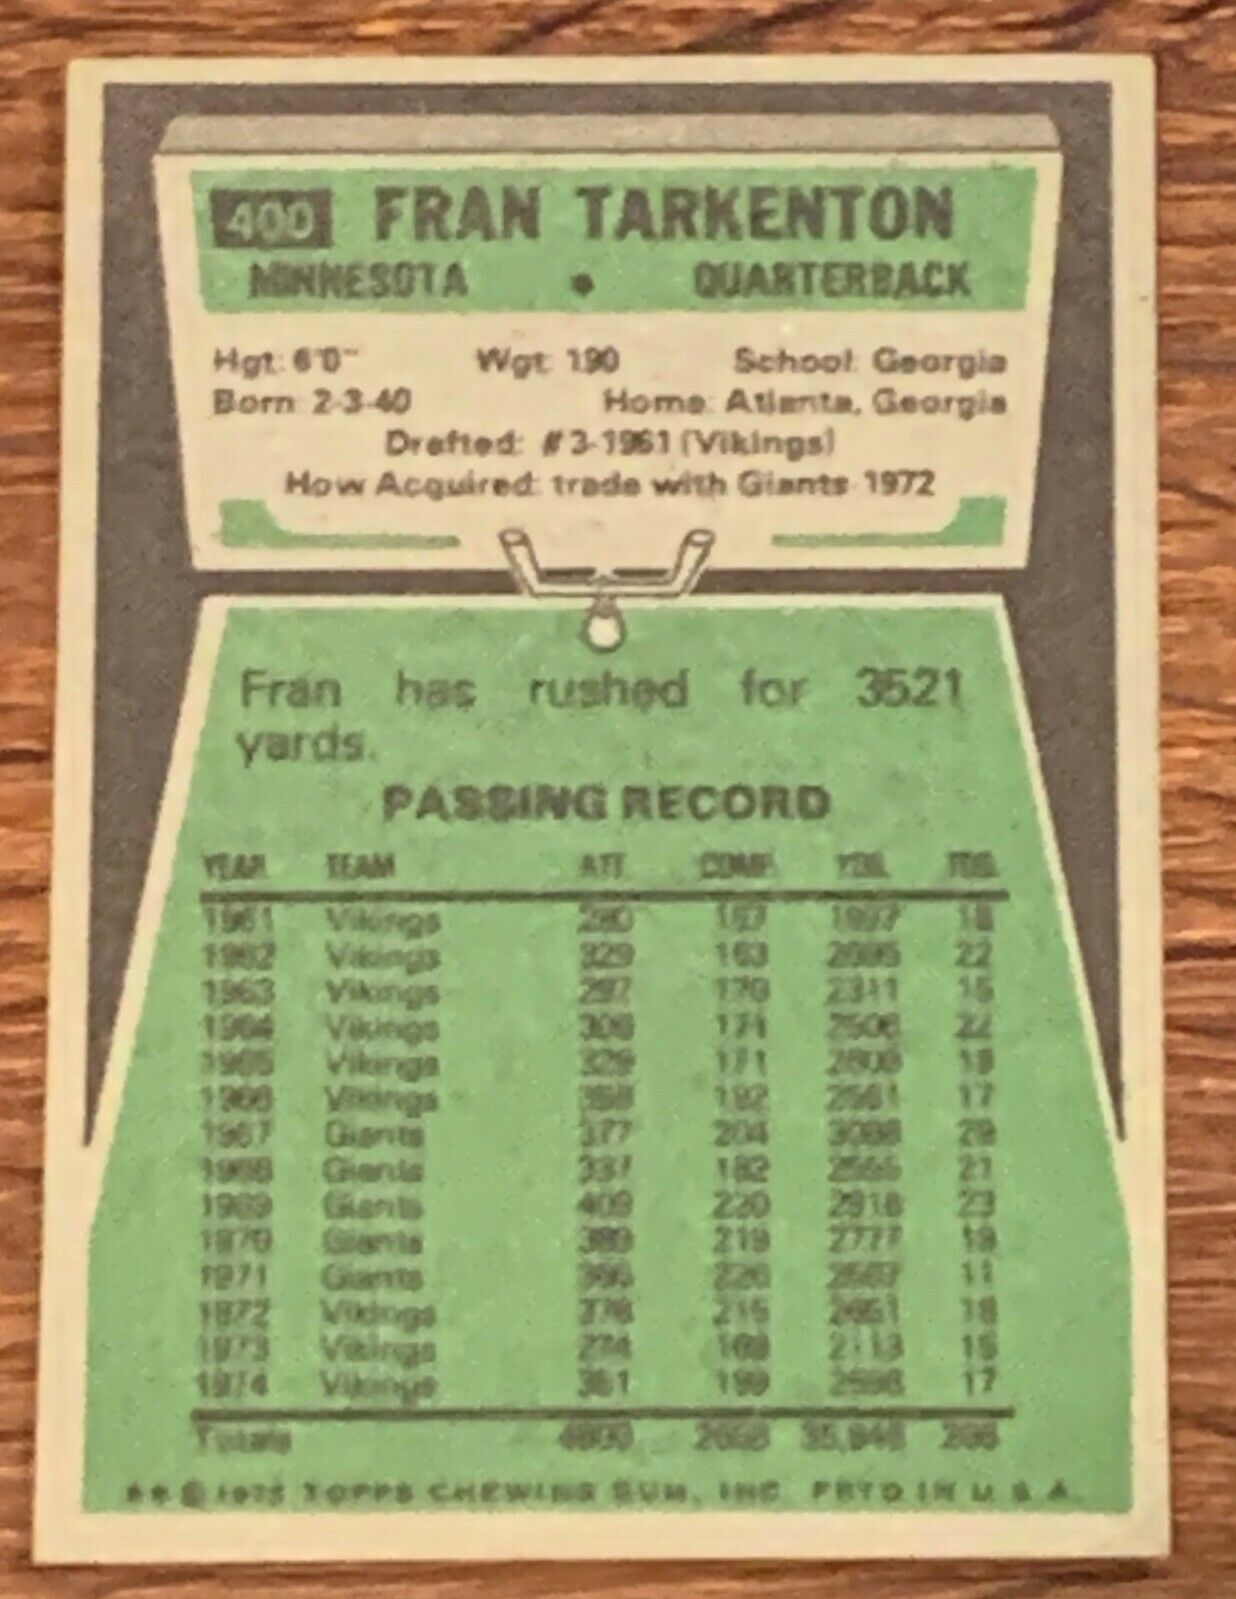 400 FRAN TARKENTON
MINNESOTA • QUARTERBACK
Hgt: 6'0" Wgt: 190 School: Georgia
Born: 2-3-40 Home: Atlanta, Georgia
Drafted: #3-1961 (Vikings)
How Acquired: trade with Giants-1972
Fran has rushed for 3521
yards.
PASSING RECORD
YEAR TEAM ATT. COMP. YDS. TDS.
1961 Vikings 280 157 1997 18
1962 Vikings 329 163 2595 22
1963 Vikings 297 170 2311 15
1964 Vikings 306 171 2506 22
1965 Vikings 329 171 2609 19
1966 Vikings 358 192 2561 17
1967 Giants 377 204 3088 29
1968 Giants 337 182 2555 21
1969 Giants 409 220 2918 23
1970 Giants 389 219 2777 19
1971 Giants 226 2567 11
1972 Vikings 378 215 2651 18
1973 Vikings 274 169 2113 15
1974 Vikings 351 199 2598 17
Totals 35,846 266
© 1975 TOPPS CHEWING GUM, INC. PRTD IN U.S.A.